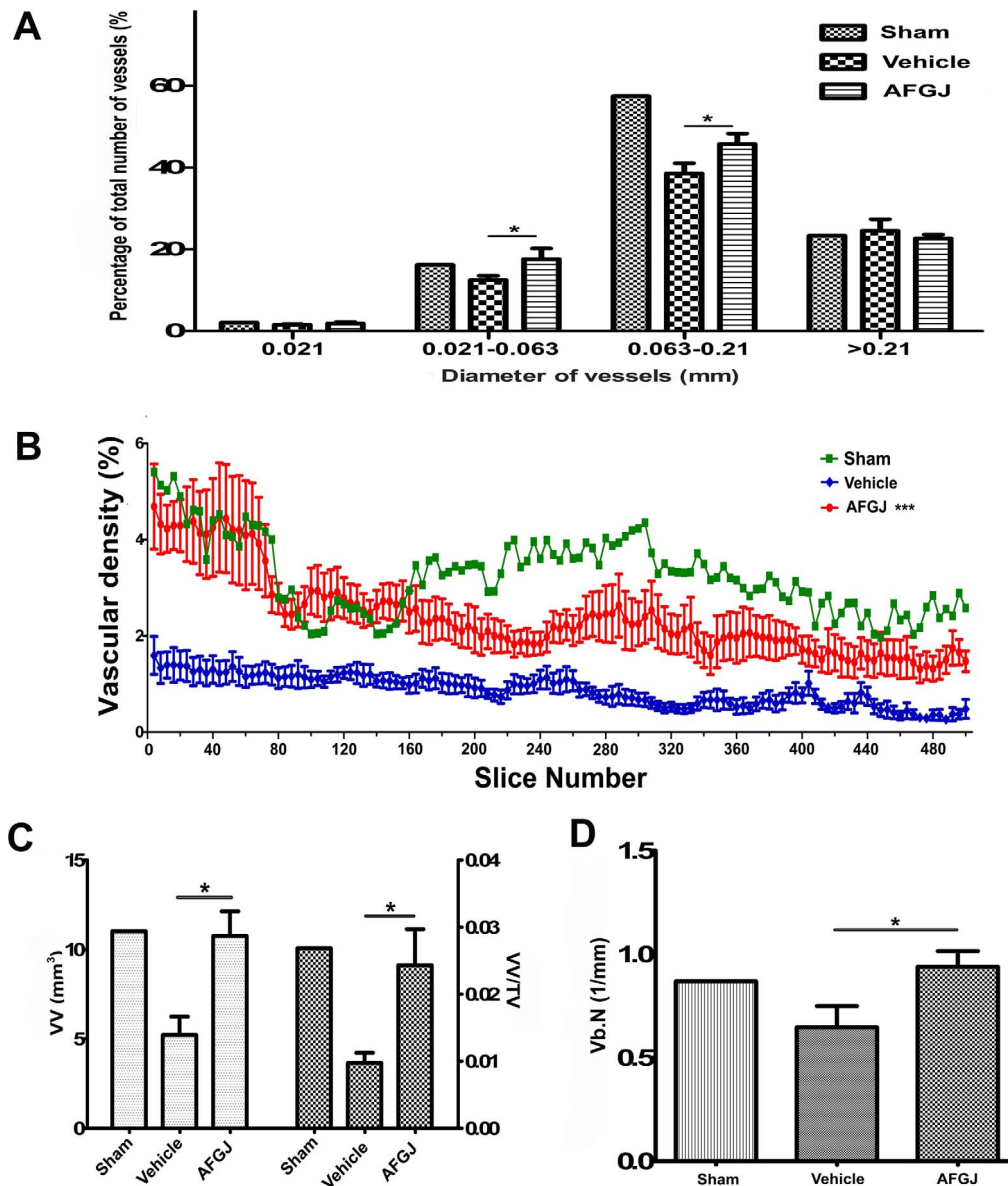 A
Percentage of total number of vessels (%
60
40
20
0
Sham
Vehicle
AFGJ
*
*
0.021
0.021-0.063
0.063-0.21
>0.21
Diameter of vessels (mm)
B
Vascular density (%)
6
4
2
0
Sham
Vehicle
AFGJ ***
0 40 80 120 160 200 240 280 320 360 400 440 480
Slice Number
C
VV (mm³)
15
10
5
0
*
*
0.04
0.03
0.02
0.01
0.00
VV/TV
Sham
Vehicle
AFGJ
Sham
Vehicle
AFGJ
D
Vb.N (1/mm)
1.5
1.0
0.5
0.0
*
Sham
Vehicle
AFGJ